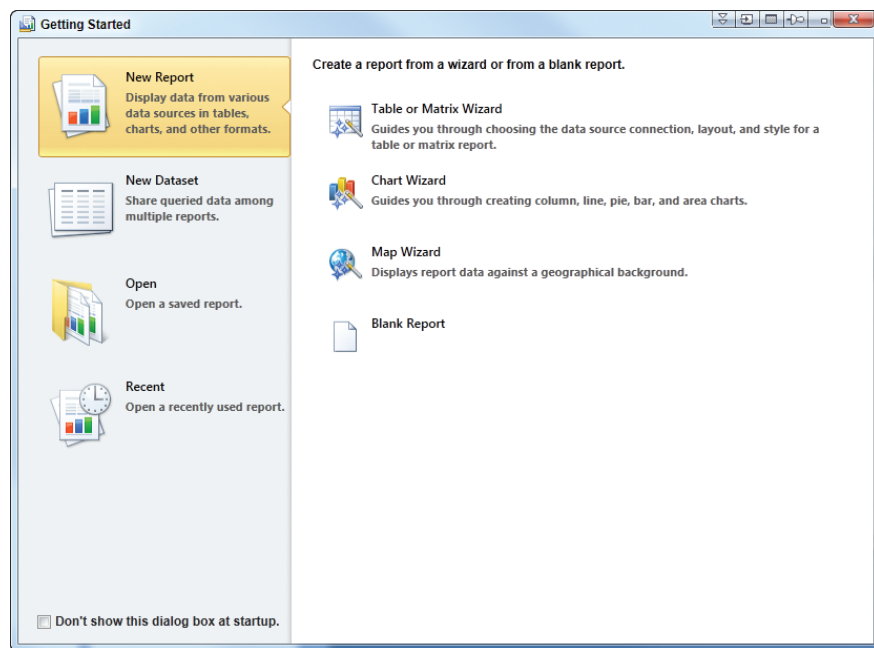 Getting Started
New Report
Display data from various
data sources in tables,
charts, and other formats.
New Dataset
Share queried data among
multiple reports.
Open
Open a saved report.
Recent
Open a recently used report.
Don't show this dialog box at startup.
Create a report from a wizard or from a blank report.
Table or Matrix Wizard
Guides you through choosing the data source connection, layout, and style for a
table or matrix report.
Chart Wizard
Guides you through creating column, line, pie, bar, and area charts.
Map Wizard
Displays report data against a geographical background.
Blank Report